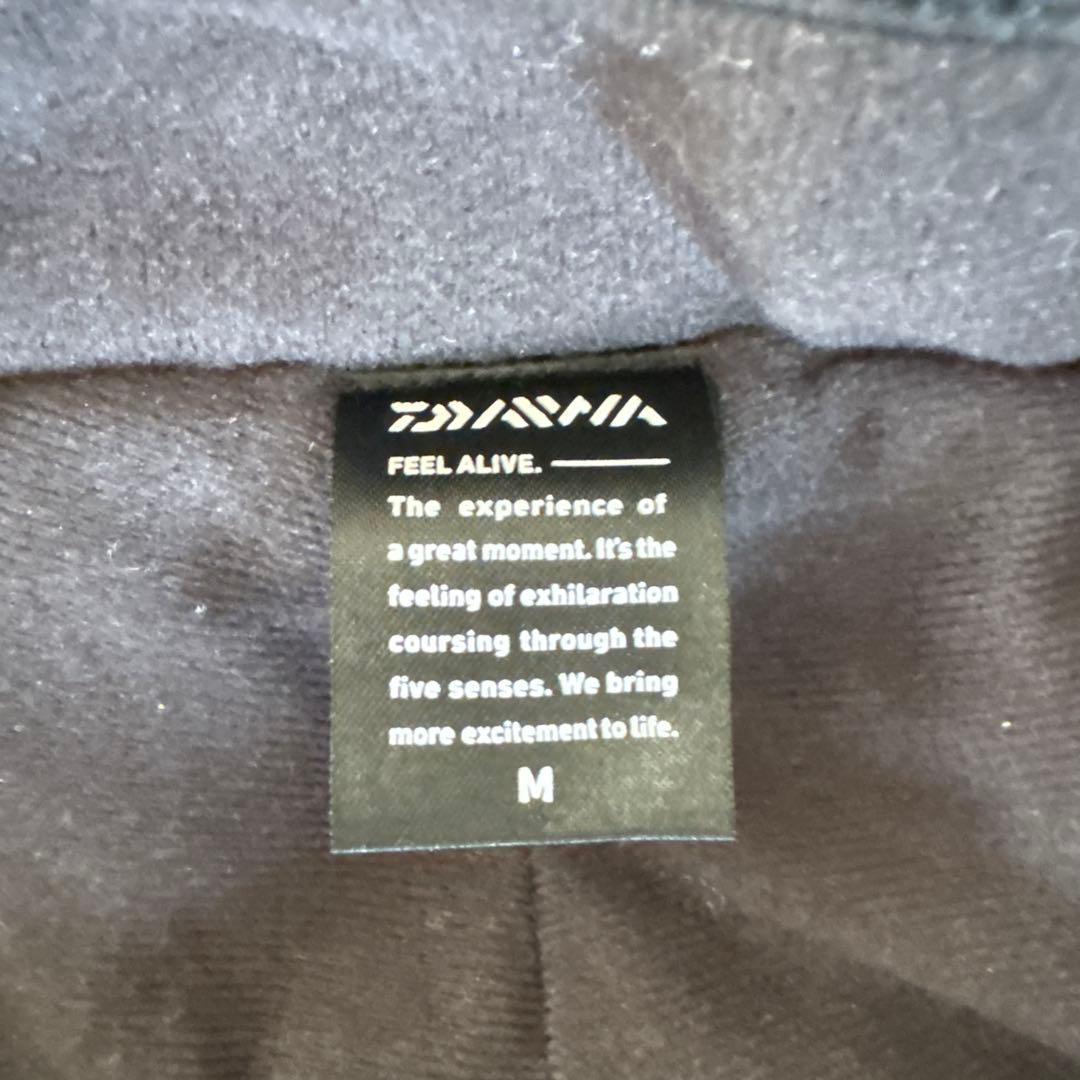 DAIWA
FEEL ALIVE.
The experience of
a great moment. It's the
feeling of exhilaration
coursing through the
five senses. We bring
more excitement to life.
M